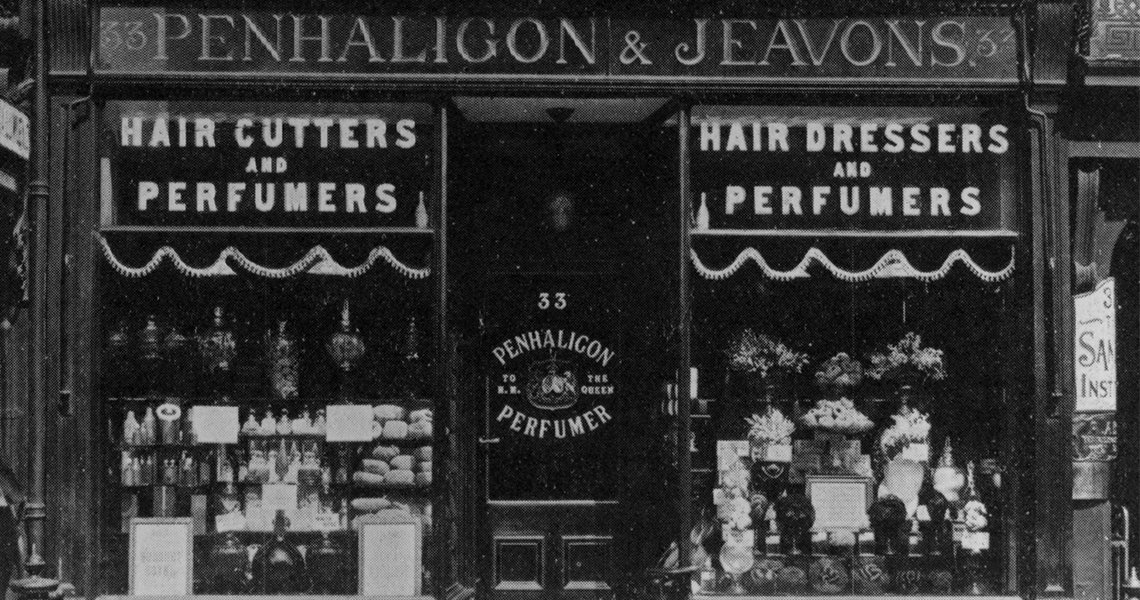 33 PENHALIGON & JEAVONS. 33
HAIR CUTTERS
AND
PERFUMERS
HAIR DRESSERS
AND
PERFUMERS
33
PENHALIGON
TO THE
H.M. QUEEN
PERFUMER